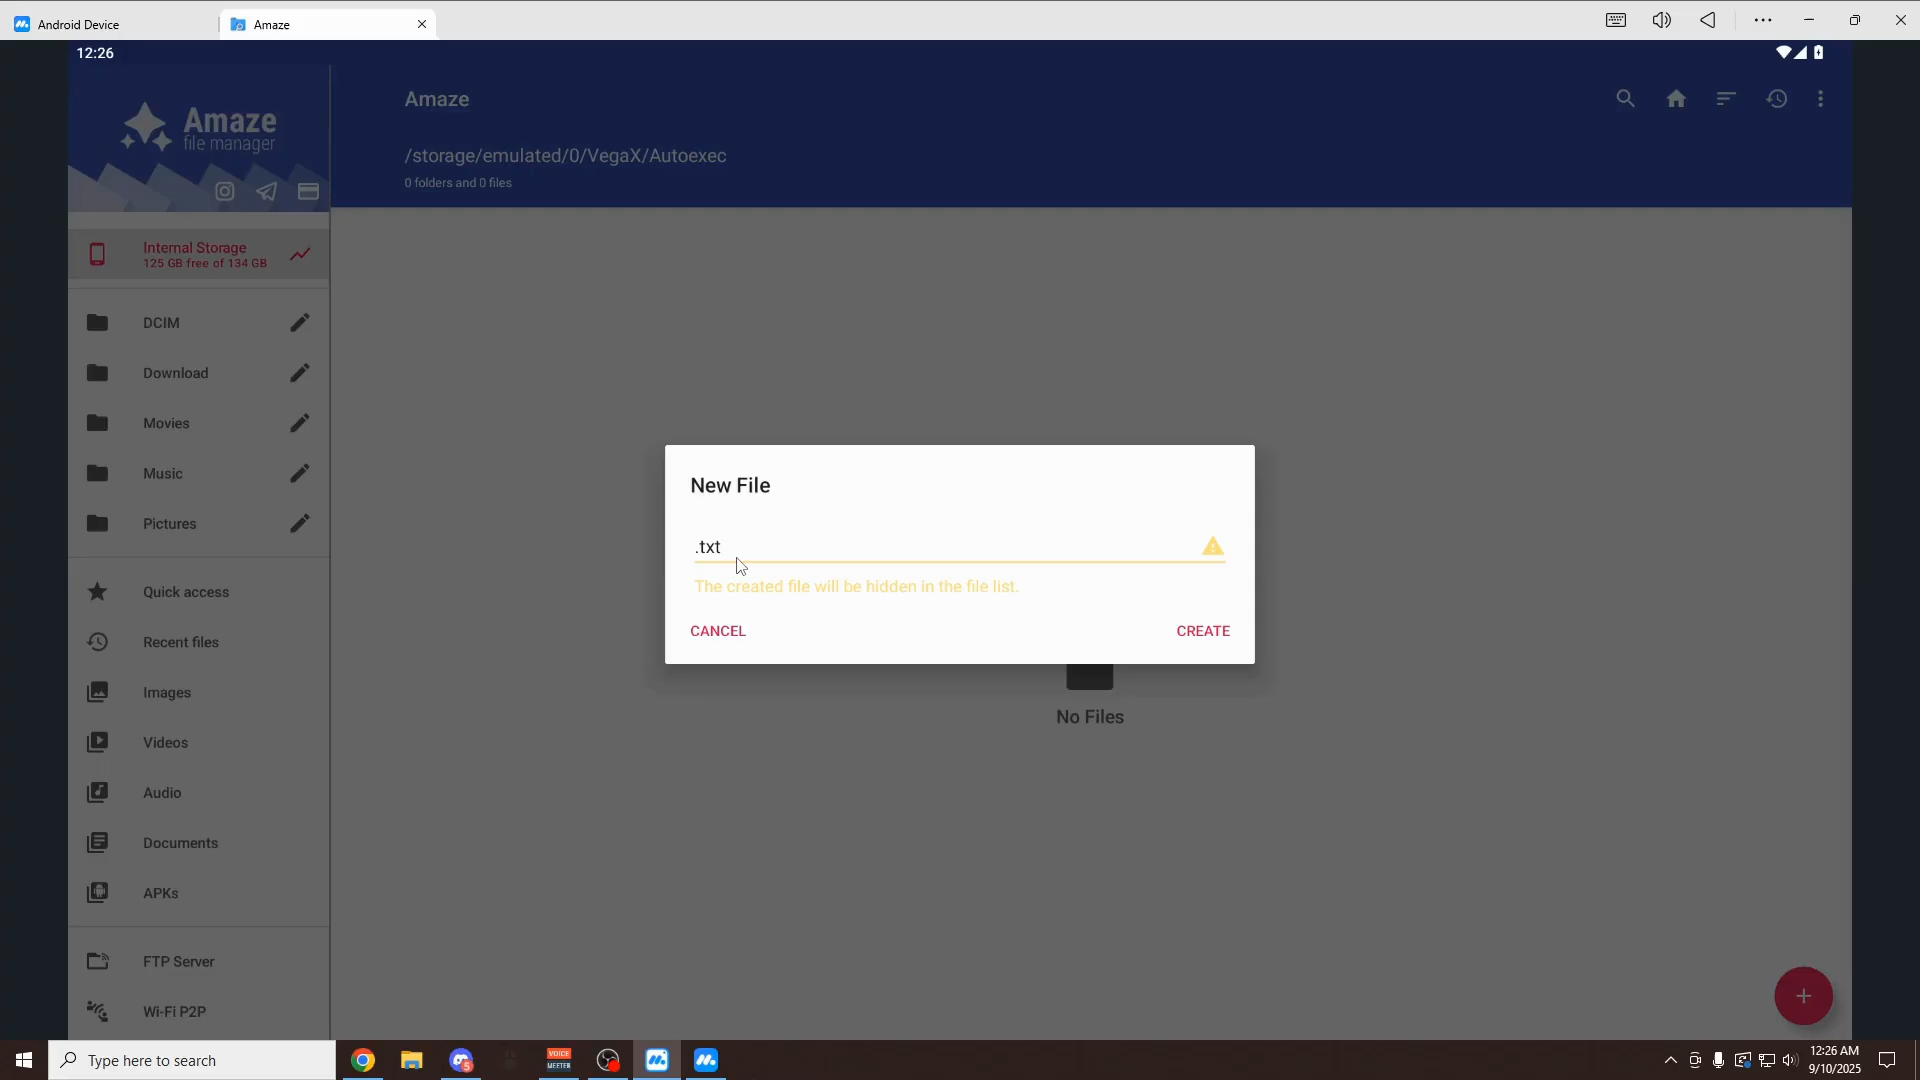 Android Device
Amaze
12:26
Amaze
file manager
Amaze
/storage/emulated/0/VegaX/Autoexec
0 folders and 0 files
Internal Storage
125 GB free of 134 GB
DCIM
Download
Movies
Music
Pictures
Quick access
Recent files
Images
Videos
Audio
Documents
APKs
FTP Server
Wi-Fi P2P
New File
.txt
The created file will be hidden in the file list.
CANCEL
CREATE
No Files
Type here to search
5
VOICE
MEETER
12:26 AM
9/10/2025